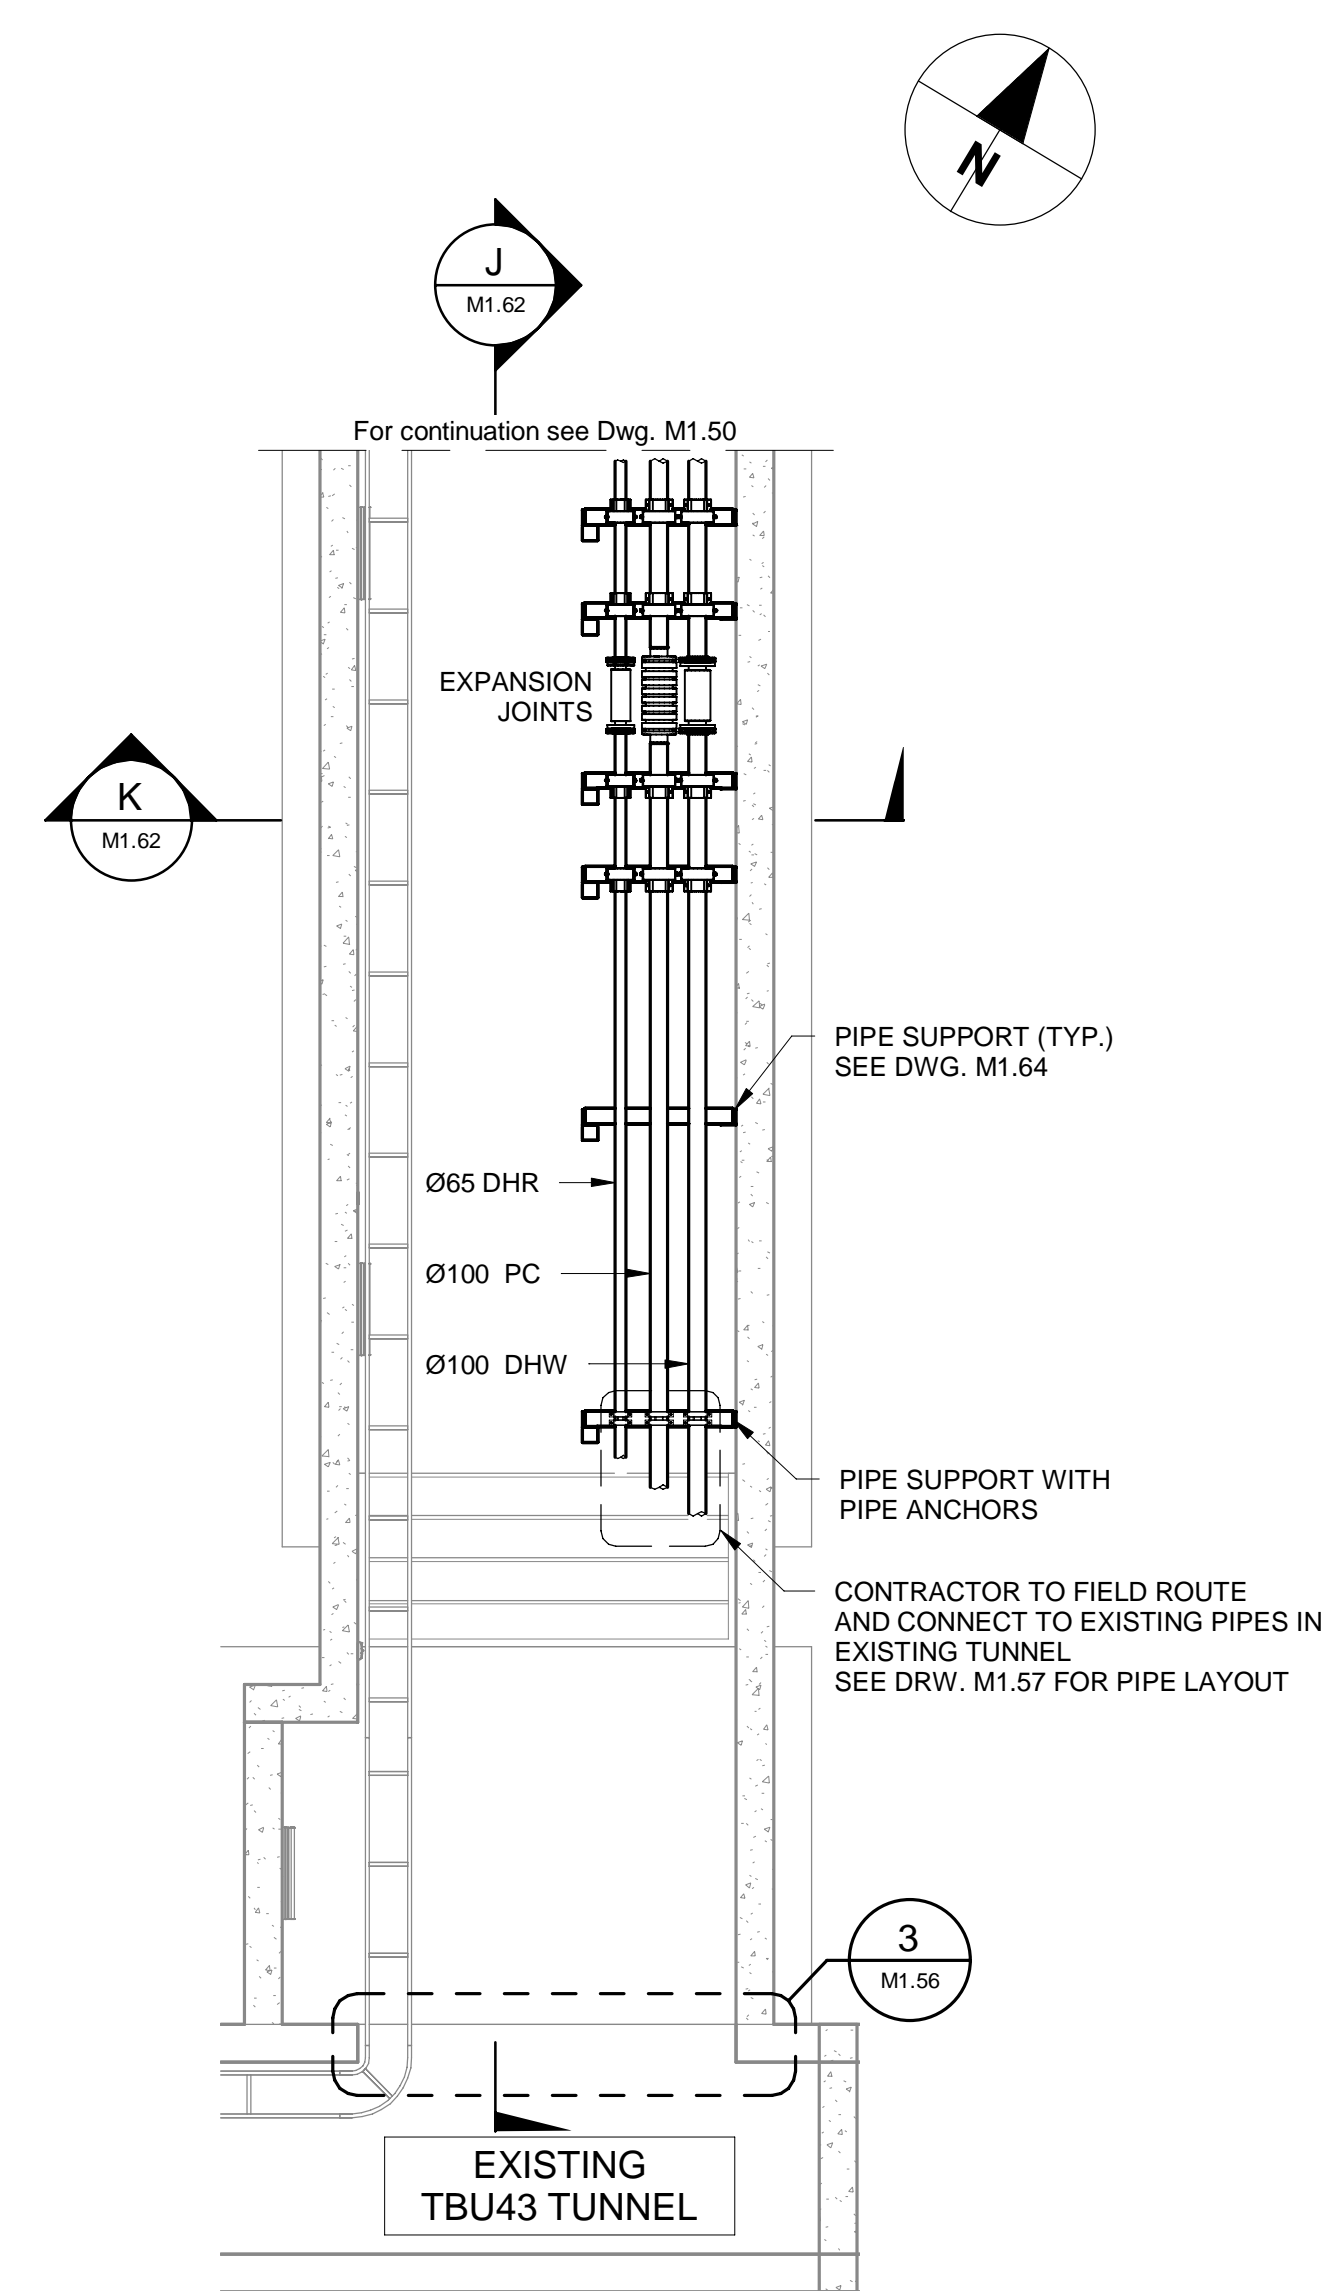 N
J
M1.62
For continuation see Dwg. M1.50
EXPANSION
JOINTS
K
M1.62
PIPE SUPPORT (TYP.)
SEE DWG. M1.64
Ø65 DHR
Ø100 PC
Ø100 DHW
PIPE SUPPORT WITH
PIPE ANCHORS
CONTRACTOR TO FIELD ROUTE
AND CONNECT TO EXISTING PIPES IN
EXISTING TUNNEL
SEE DRW. M1.57 FOR PIPE LAYOUT
3
M1.56
EXISTING
TBU43 TUNNEL